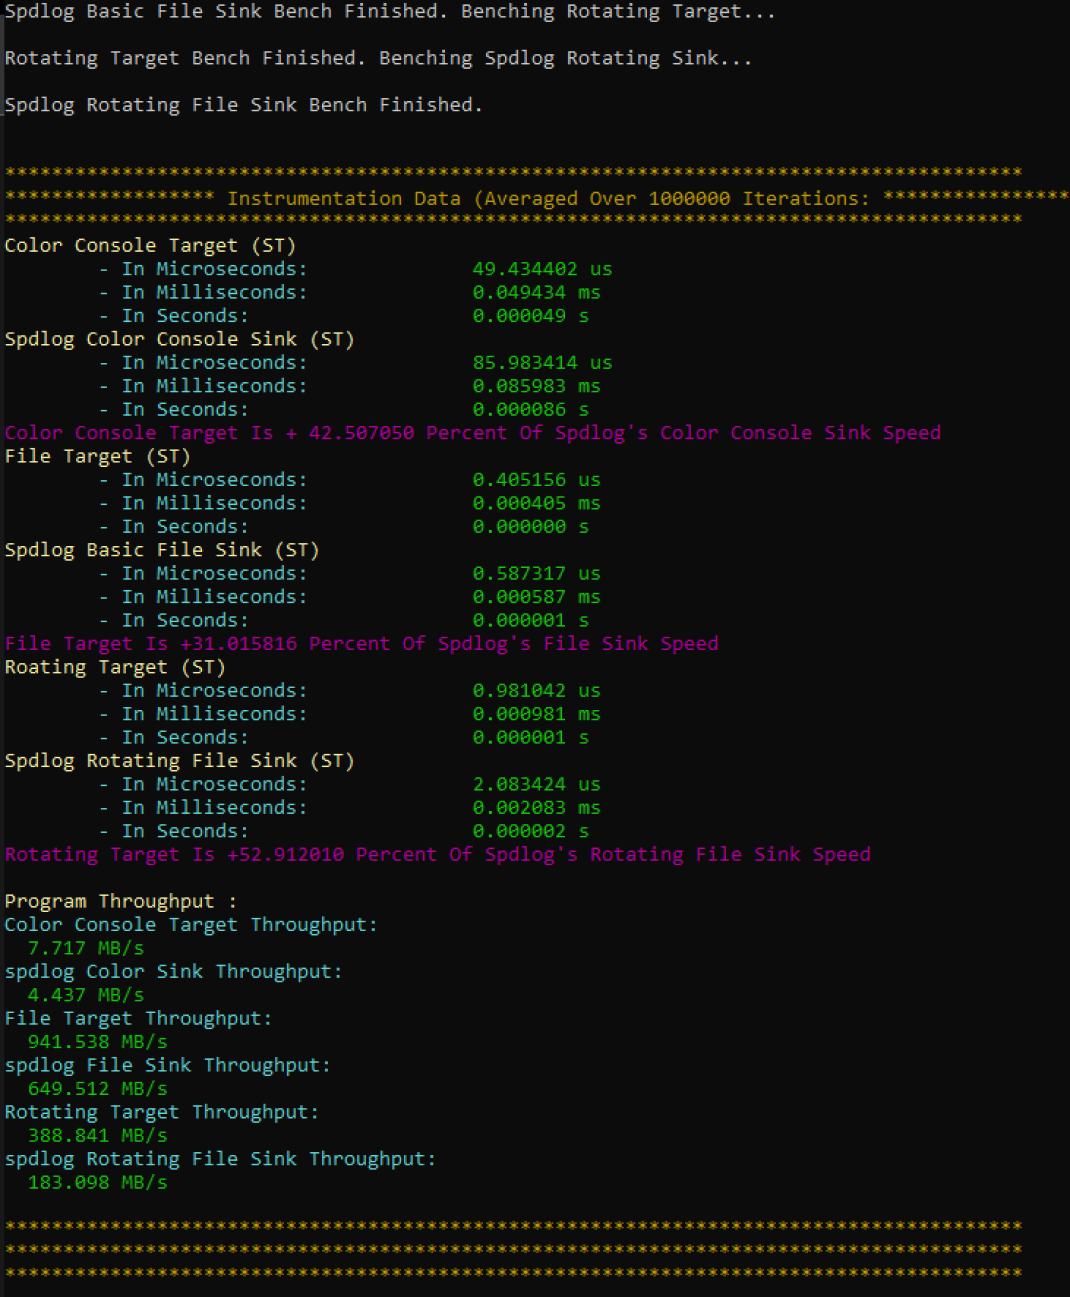 Spdlog Basic File Sink Bench Finished. Benching Rotating Target...
Rotating Target Bench Finished. Benching Spdlog Rotating Sink...
Spdlog Rotating File Sink Bench Finished.
***************************************************************************************
****************** Instrumentation Data (Averaged Over 1000000 Iterations: ****************
***************************************************************************************
Color Console Target (ST)
- In Microseconds: 49.434402 us
- In Milliseconds: 0.049434 ms
- In Seconds: 0.000049 s
Spdlog Color Console Sink (ST)
- In Microseconds: 85.983414 us
- In Milliseconds: 0.085983 ms
- In Seconds: 0.000086 s
Color Console Target Is + 42.507050 Percent Of Spdlog's Color Console Sink Speed
File Target (ST)
- In Microseconds: 0.405156 us
- In Milliseconds: 0.000405 ms
- In Seconds: 0.000000 s
Spdlog Basic File Sink (ST)
- In Microseconds: 0.587317 us
- In Milliseconds: 0.000587 ms
- In Seconds: 0.000001 s
File Target Is +31.015816 Percent Of Spdlog's File Sink Speed
Roating Target (ST)
- In Microseconds: 0.981042 us
- In Milliseconds: 0.000981 ms
- In Seconds: 0.000001 s
Spdlog Rotating File Sink (ST)
- In Microseconds: 2.083424 us
- In Milliseconds: 0.002083 ms
- In Seconds: 0.000002 s
Rotating Target Is +52.912010 Percent Of Spdlog's Rotating File Sink Speed
Program Throughput :
Color Console Target Throughput:
7.717 MB/s
spdlog Color Sink Throughput:
4.437 MB/s
File Target Throughput:
941.538 MB/s
spdlog File Sink Throughput:
649.512 MB/s
Rotating Target Throughput:
388.841 MB/s
spdlog Rotating File Sink Throughput:
183.098 MB/s
***************************************************************************************
***************************************************************************************
***************************************************************************************